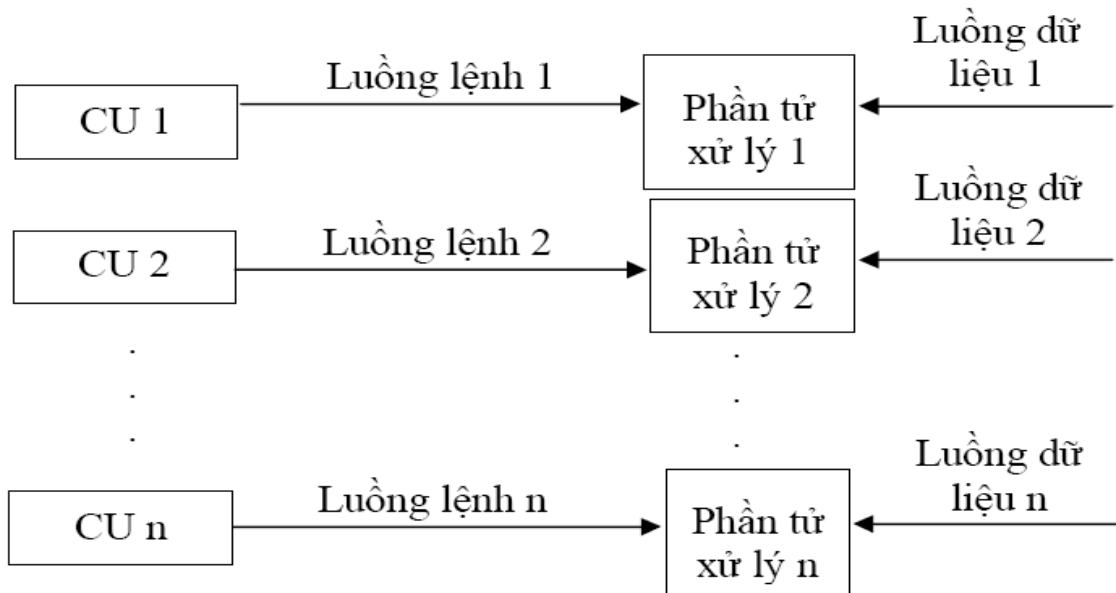 CU 1
Luồng lệnh 1
Phần tử
xử lý 1
Luồng dữ
liệu 1
CU 2
Luồng lệnh 2
Phần tử
xử lý 2
Luồng dữ
liệu 2
CU n
Luồng lệnh n
Phần tử
xử lý n
Luồng dữ
liệu n